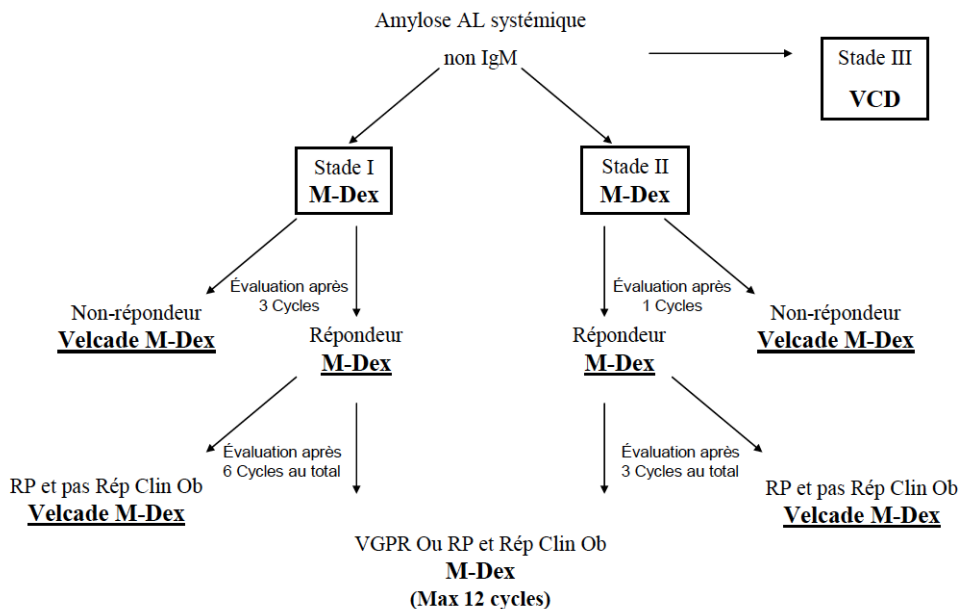 Amylose AL systémique
non IgM
Stade III
VCD
Stade I
M-Dex
Stade II
M-Dex
Évaluation après
3 Cycles
Évaluation après
1 Cycles
Non-répondeur
Velcade M-Dex
Répondeur
M-Dex
Répondeur
M-Dex
Non-répondeur
Velcade M-Dex
Évaluation après
6 Cycles au total
Évaluation après
3 Cycles au total
RP et pas Rép Clin Ob
Velcade M-Dex
RP et pas Rép Clin Ob
Velcade M-Dex
VGPR Ou RP et Rép Clin Ob
M-Dex
(Max 12 cycles)